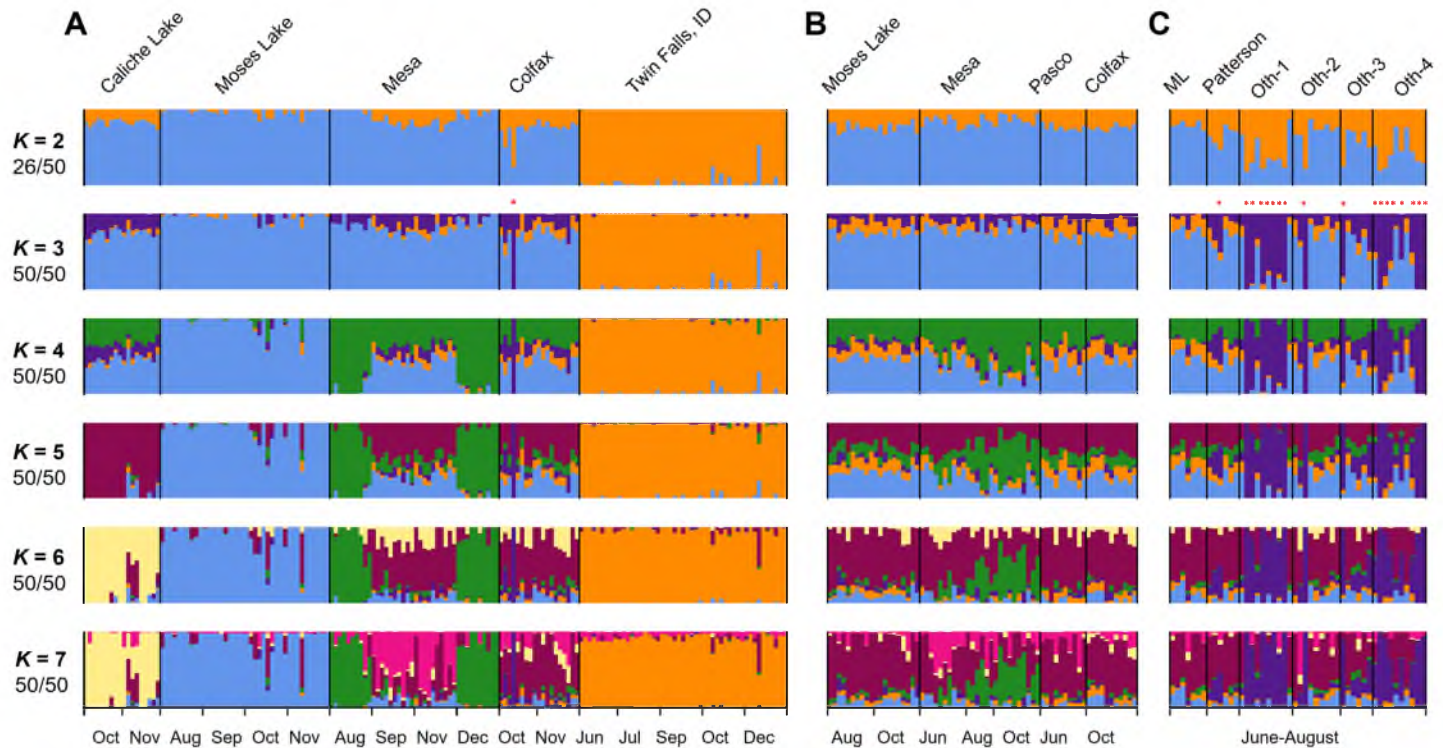 A
Caliche Lake
Moses Lake
Mesa
Colfax
Twin Falls, ID
B
Moses Lake
Mesa
Pasco
Colfax
C
ML
Patterson
Oth-1
Oth-2
Oth-3
Oth-4
K = 2
26/50
K = 3
50/50
K = 4
50/50
K = 5
50/50
K = 6
50/50
K = 7
50/50
Oct Nov Aug Sep Oct Nov Aug Sep Nov Dec Oct Nov Jun Jul Sep Oct Dec
Aug Oct Jun Aug Oct Jun Oct
June-August